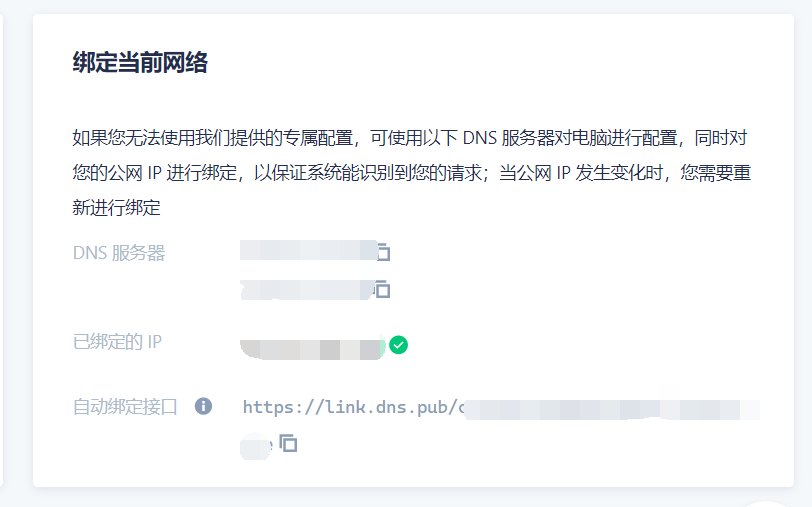 绑定当前网络
如果您无法使用我们提供的专属配置，可使用以下 DNS 服务器对电脑进行配置，同时对
您的公网 IP 进行绑定，以保证系统能识别到您的请求；当公网 IP 发生变化时，您需要重
新进行绑定
DNS 服务器
已绑定的 IP
自动绑定接口 https://link.dns.pub/